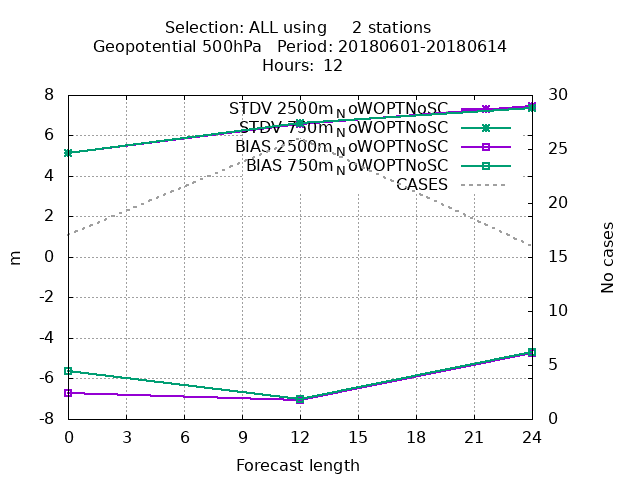 Selection: ALL using 2 stations
Geopotential 500hPa Period: 20180601-20180614
Hours: 12
STDV 2500m_NoWOPTNoSC
STDV 750m_NoWOPTNoSC
BIAS 2500m_NoWOPTNoSC
BIAS 750m_NoWOPTNoSC
CASES
8
6
4
2
0
-2
-4
-6
-8
m
30
25
20
15
10
5
0
No cases
0 3 6 9 12 15 18 21 24
Forecast length